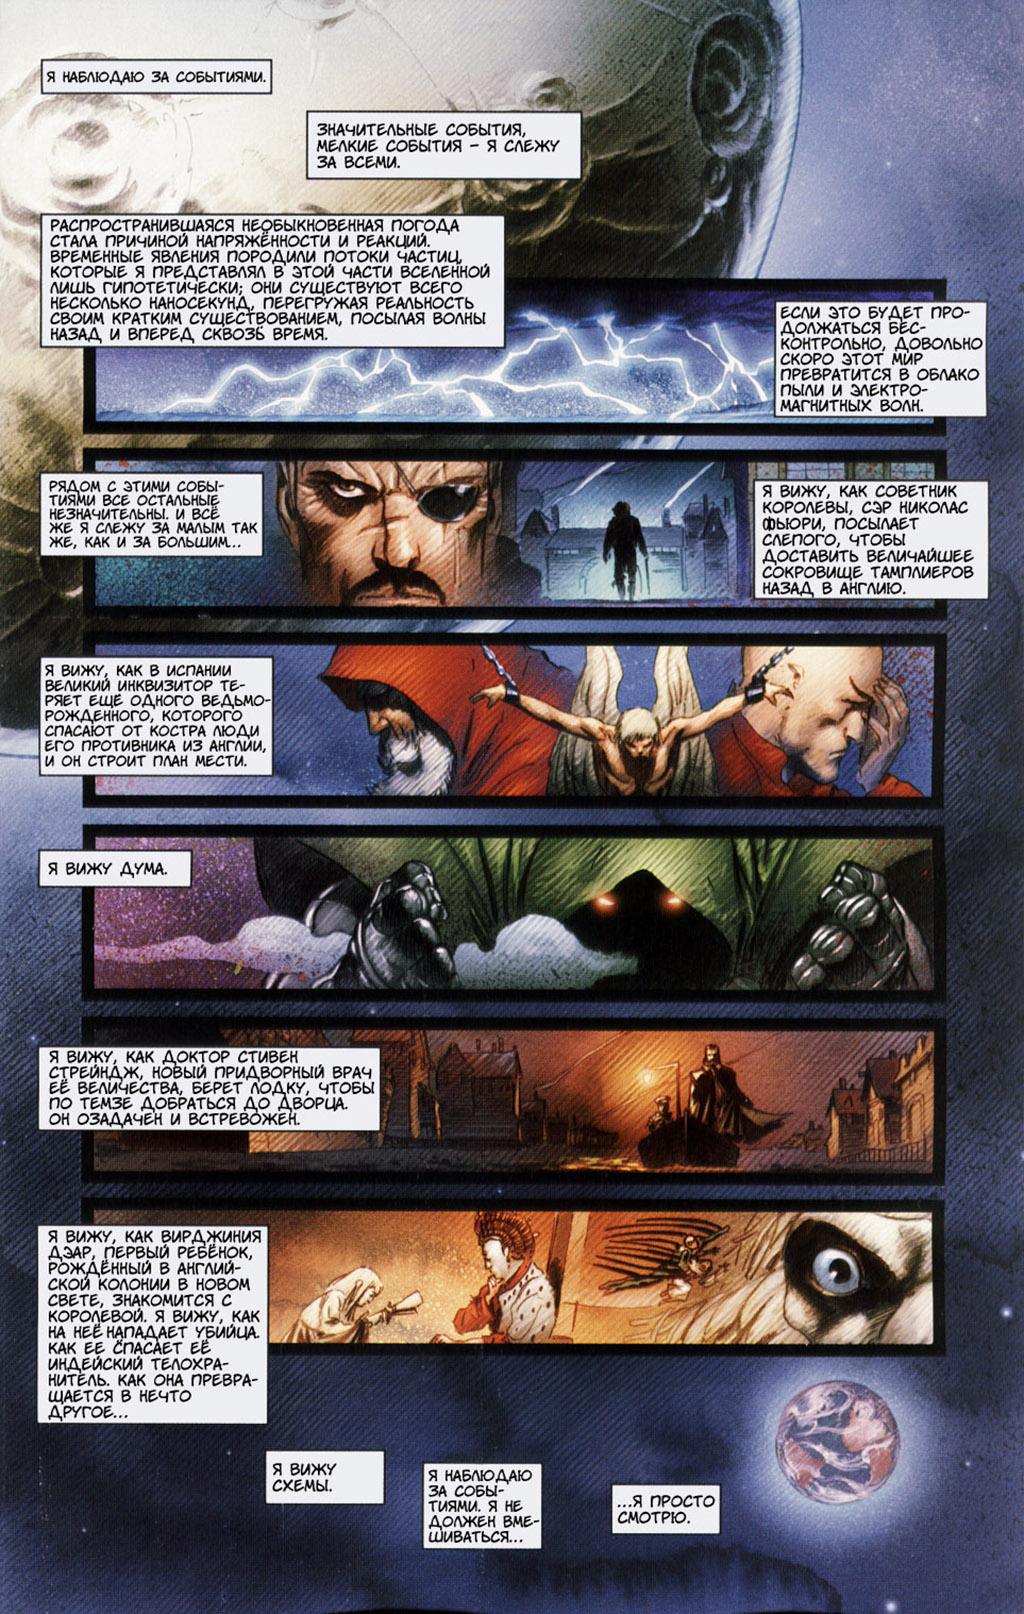 Я НАБЛЮДАЮ ЗА СОБЫТИЯМИ.
ЗНАЧИТЕЛЬНЫЕ СОБЫТИЯ,
МЕЛКИЕ СОБЫТИЯ - Я СЛЕЖУ
ЗА ВСЕМИ.
РАСПРОСТРАНИВШАЯСЯ НЕОБЫКНОВЕННАЯ ПОГОДА
СТАЛА ПРИЧИНОЙ НАПРЯЖЁННОСТИ И РЕАКЦИЙ.
ВРЕМЕННЫЕ ЯВЛЕНИЯ ПОРОДИЛИ ПОТОКИ ЧАСТИЦ,
КОТОРЫЕ Я ПРЕДСТАВЛЯЛ В ЭТОЙ ЧАСТИ ВСЕЛЕННОЙ
ЛИШЬ ГИПОТЕТИЧЕСКИ; ОНИ СУЩЕСТВУЮТ ВСЕГО
НЕСКОЛЬКО НАНОСЕКУНД, ПЕРЕГРУЖАЯ РЕАЛЬНОСТЬ
СВОИМ КРАТКИМ СУЩЕСТВОВАНИЕМ, ПОСЫЛАЯ ВОЛНЫ
НАЗАД И ВПЕРЕД СКВОЗЬ ВРЕМЯ.
ЕСЛИ ЭТО БУДЕТ ПРО-
ДОЛЖАТЬСЯ БЕС-
КОНТРОЛЬНО, ДОВОЛЬНО
СКОРО ЭТОТ МИР
ПРЕВРАТИТСЯ В ОБЛАКО
ПЫЛИ И ЭЛЕКТРО-
МАГНИТНЫХ ВОЛН.
РЯДОМ С ЭТИМИ СОБЫ-
ТИЯМИ ВСЕ ОСТАЛЬНЫЕ
НЕЗНАЧИТЕЛЬНЫ. И ВСЁ
ЖЕ Я СЛЕЖУ ЗА МАЛЫМ ТАК
ЖЕ, КАК И ЗА БОЛЬШИМ...
Я ВИЖУ, КАК СОВЕТНИК
КОРОЛЕВЫ, СЭР НИКОЛАС
ФЬЮРИ, ПОСЫЛАЕТ
СЛЕПОГО, ЧТОБЫ
ДОСТАВИТЬ ВЕЛИЧАЙШЕЕ
СОКРОВИЩЕ ТАМПЛИЕРОВ
НАЗАД В АНГЛИЮ.
Я ВИЖУ, КАК В ИСПАНИИ
ВЕЛИКИЙ ИНКВИЗИТОР ТЕ-
РЯЕТ ЕЩЁ ОДНОГО ВЕДЬМО-
РОЖДЕННОГО, КОТОРОГО
СПАСАЮТ ОТ КОСТРА ЛЮДИ
ЕГО ПРОТИВНИКА ИЗ АНГЛИИ,
И ОН СТРОИТ ПЛАН МЕСТИ.
Я ВИЖУ ДУМА.
Я ВИЖУ, КАК ДОКТОР СТИВЕН
СТРЕЙНДЖ, НОВЫЙ ПРИДВОРНЫЙ ВРАЧ
ЕЁ ВЕЛИЧЕСТВА, БЕРЕТ ЛОДКУ, ЧТОБЫ
ПО ТЕМЗЕ ДОБРАТЬСЯ ДО ДВОРЦА.
ОН ОЗАДАЧЕН И ВСТРЕВОЖЕН.
Я ВИЖУ, КАК ВИРДЖИНИЯ
ДЭАР, ПЕРВЫЙ РЕБЁНОК,
РОЖДЁННЫЙ В АНГЛИЙ-
СКОЙ КОЛОНИИ В НОВОМ
СВЕТЕ, ЗНАКОМИТСЯ С
КОРОЛЕВОЙ. Я ВИЖУ, КАК
НА НЕЁ НАПАДАЕТ УБИЙЦА.
КАК ЕЕ СПАСАЕТ ЕЁ
ИНДЕЙСКИЙ ТЕЛОХРА-
НИТЕЛЬ. КАК ОНА ПРЕВРА-
ЩАЕТСЯ В НЕЧТО
ДРУГОЕ...
Я ВИЖУ
СХЕМЫ.
Я НАБЛЮДАЮ
ЗА СОБЫ-
ТИЯМИ. Я НЕ
ДОЛЖЕН ВМЕ-
ШИВАТЬСЯ...
...Я ПРОСТО
СМОТРЮ.